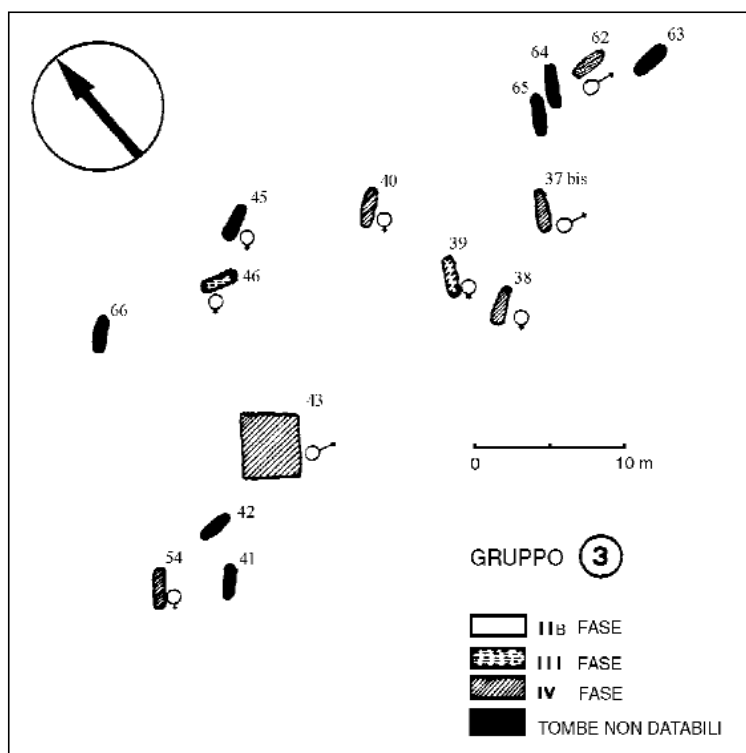 62
63
64
65
37 bis
40
45
39
46
38
66
43
0 10 m
42
54
41
GRUPPO 3
IIB FASE
III FASE
IV FASE
TOMBE NON DATABILI